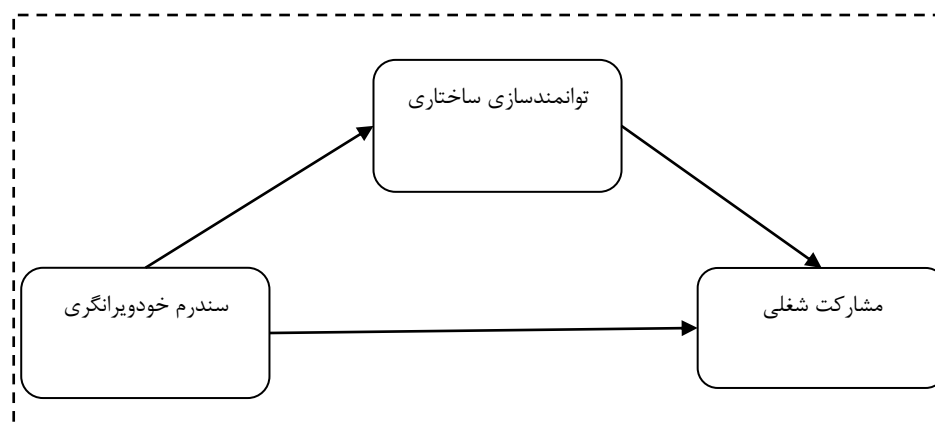 توانمندسازی ساختاری
سندرم خودویرانگری
مشارکت شغلی